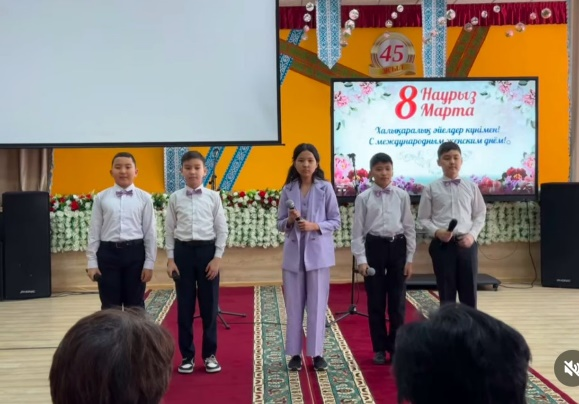 45
8 Наурыз
Марта
Халықаралық әйелдер күнімен!
С международным женским днём!